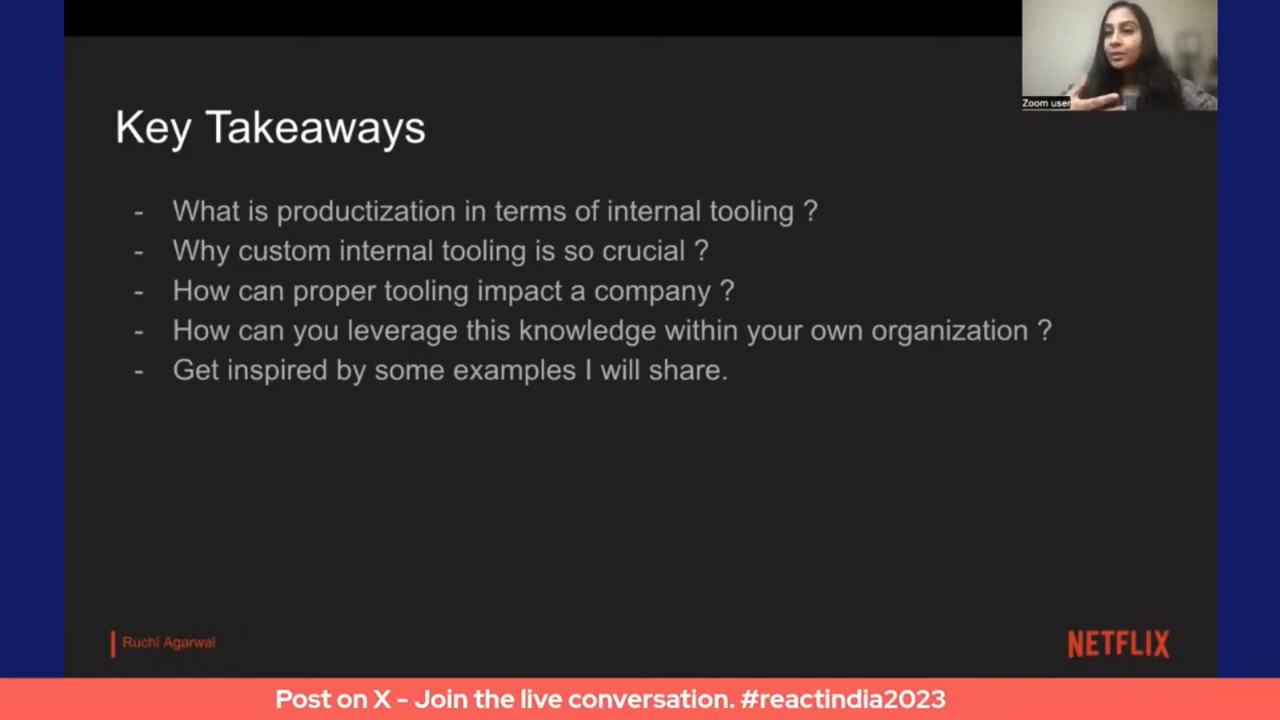 Zoom user
Key Takeaways
- What is productization in terms of internal tooling ?
- Why custom internal tooling is so crucial ?
- How can proper tooling impact a company ?
- How can you leverage this knowledge within your own organization ?
- Get inspired by some examples I will share.
Ruchi Agarwal
NETFLIX
Post on X - Join the live conversation. #reactindia2023